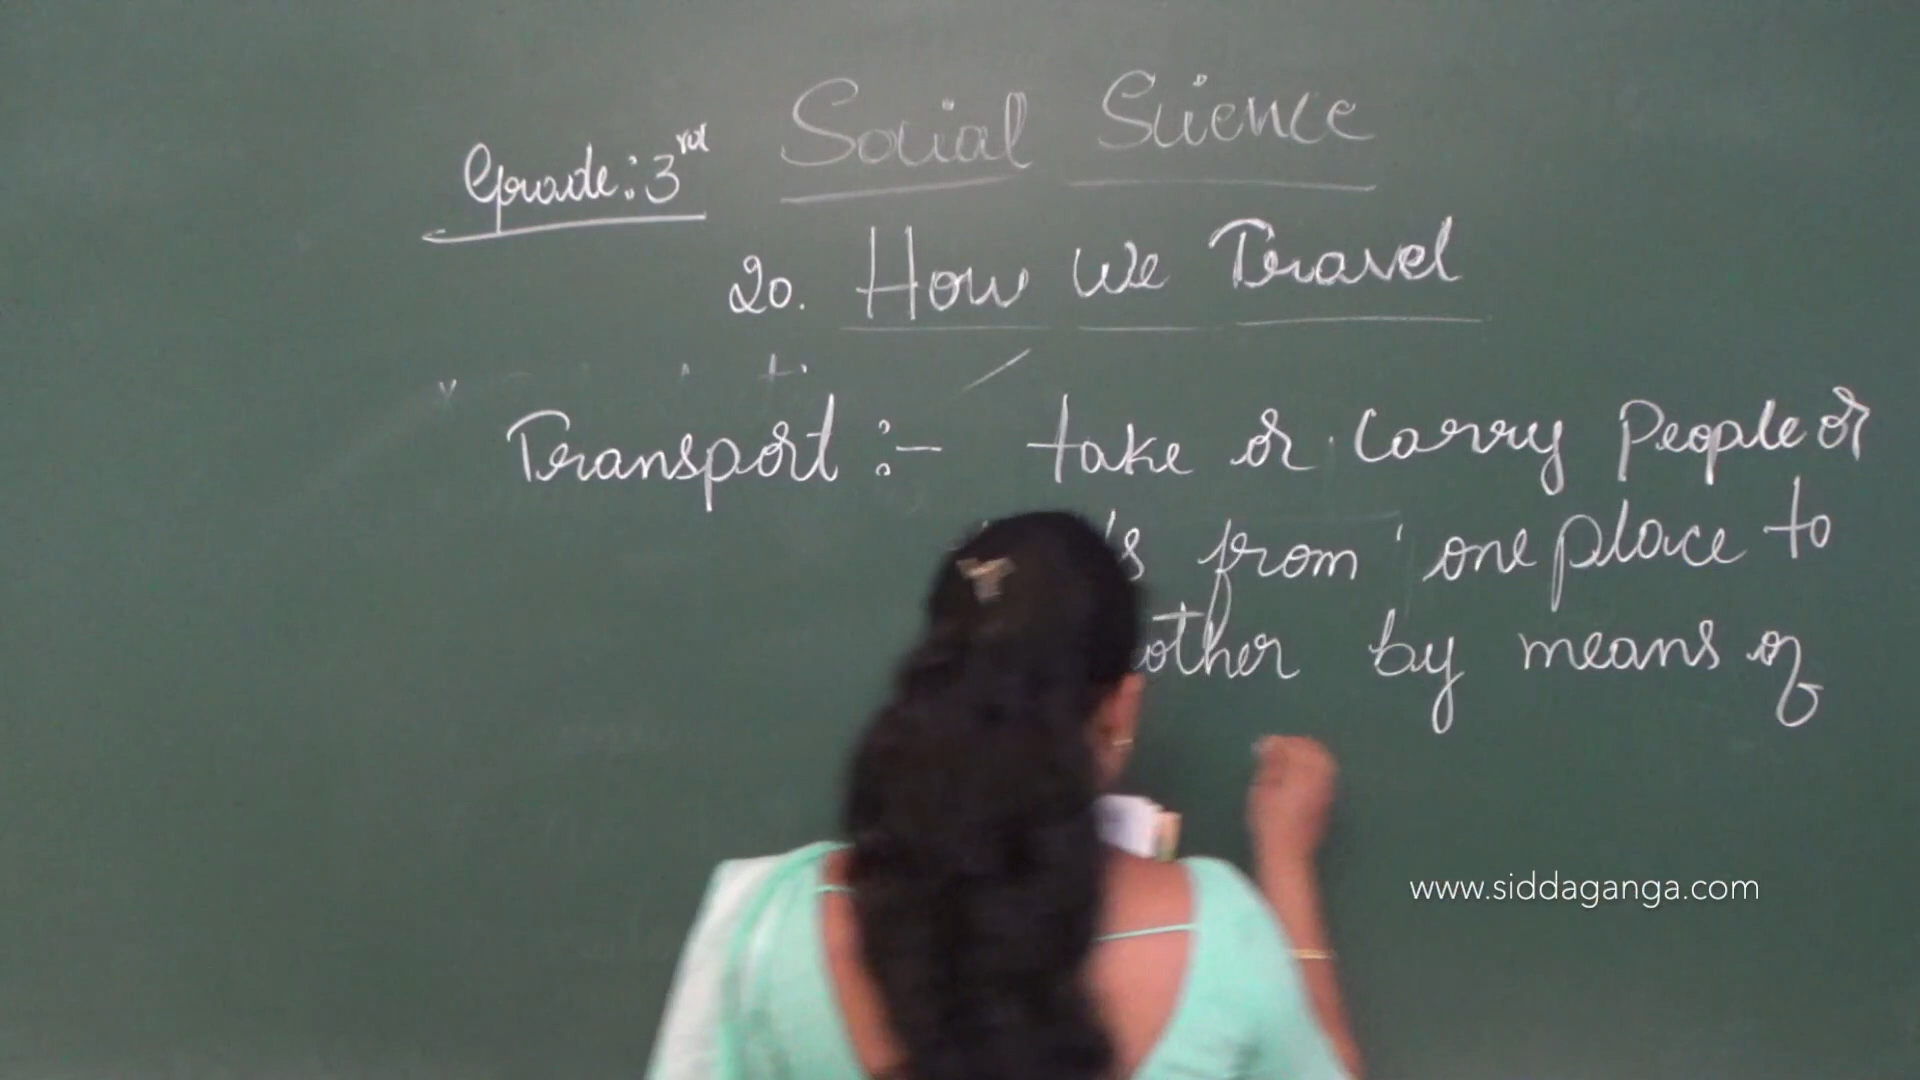 Social Science
Grade: 3rd
20. How We Travel
Transport :- take or carry People or
from one place to
by means of
www.siddaganga.com